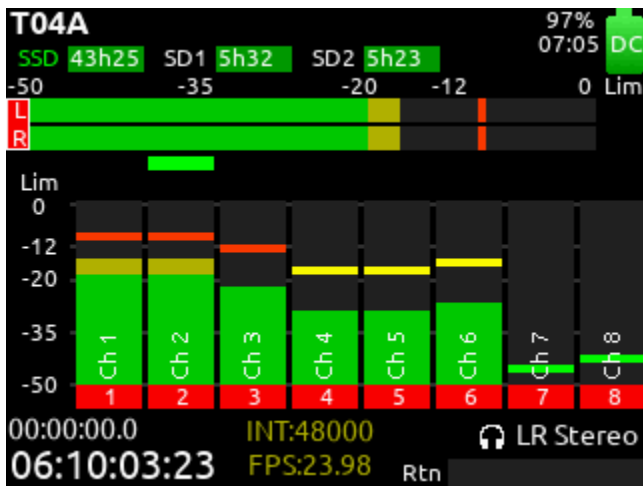 T04A 97%
SSD 43h25 SD1 5h32 SD2 5h23 07:05 DC
-50 -35 -20 -12 0 Lim
L
R
Lim
0
-12
-20
-35
-50
Ch 1 Ch 2 Ch 3 Ch 4 Ch 5 Ch 6 Ch 7 Ch 8
1 2 3 4 5 6 7 8
00:00:00.0 INT:48000 LR Stereo
06:10:03:23 FPS:23.98 Rtn